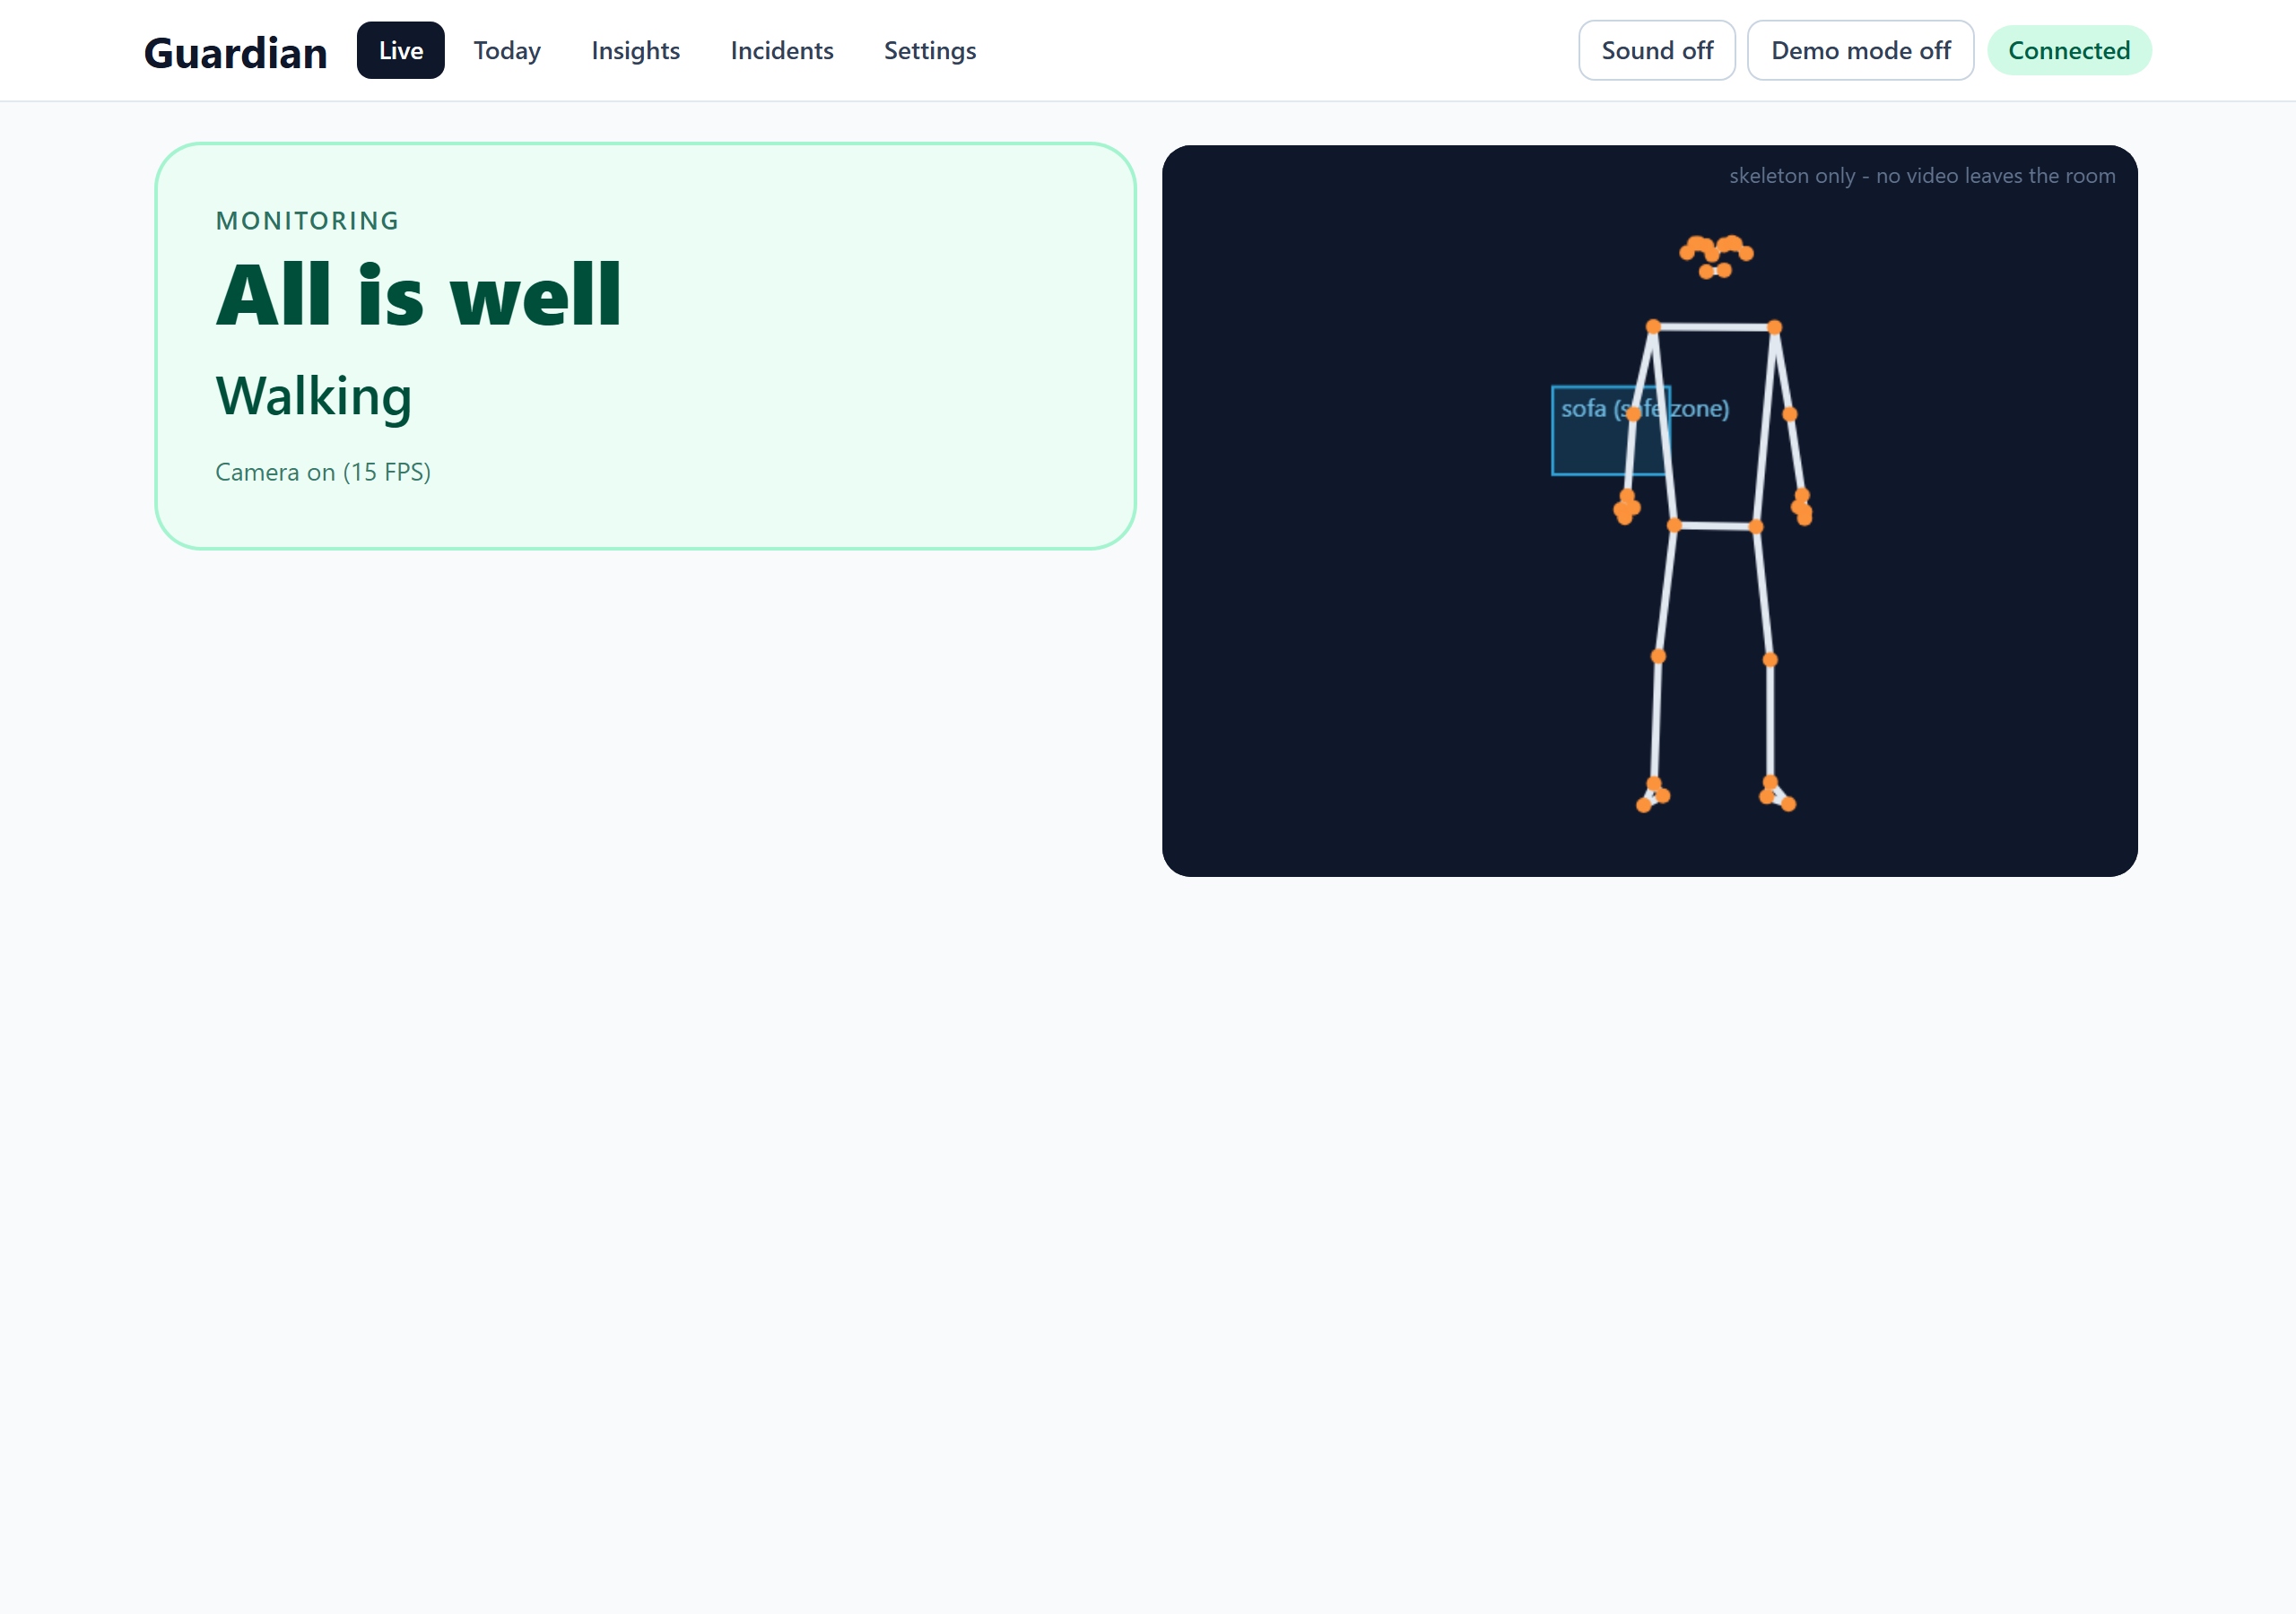 Guardian Live Today Insights Incidents Settings Sound off Demo mode off Connected
MONITORING
All is well
Walking
Camera on (15 FPS)
skeleton only - no video leaves the room
sofa (safe zone)